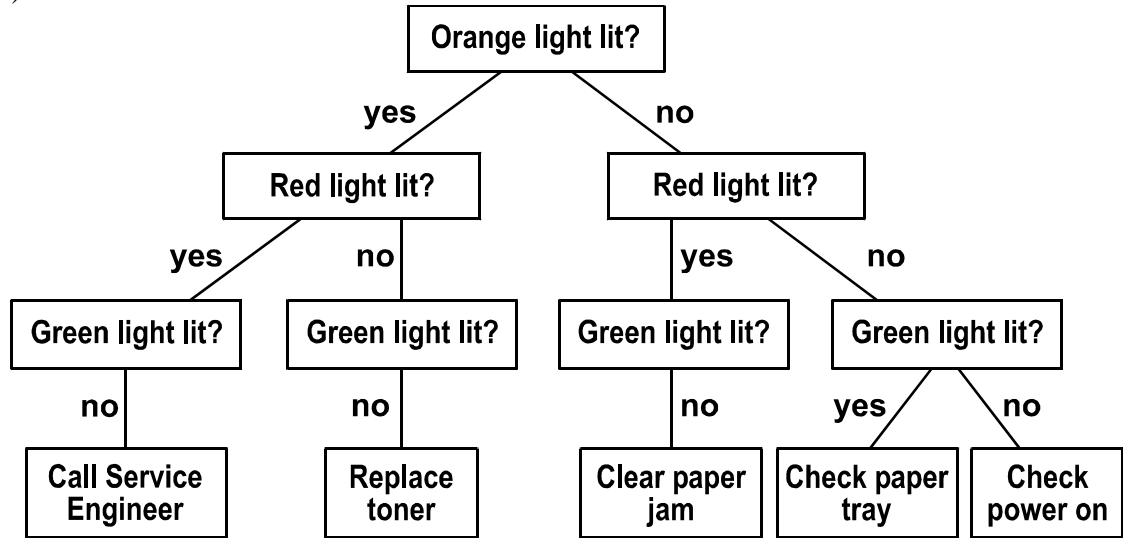 Orange light lit?
yes
no
Red light lit?
Red light lit?
yes
no
yes
no
Green light lit?
Green light lit?
Green light lit?
Green light lit?
no
no
no
yes
no
Call Service
Engineer
Replace
toner
Clear paper
jam
Check paper
tray
Check
power on